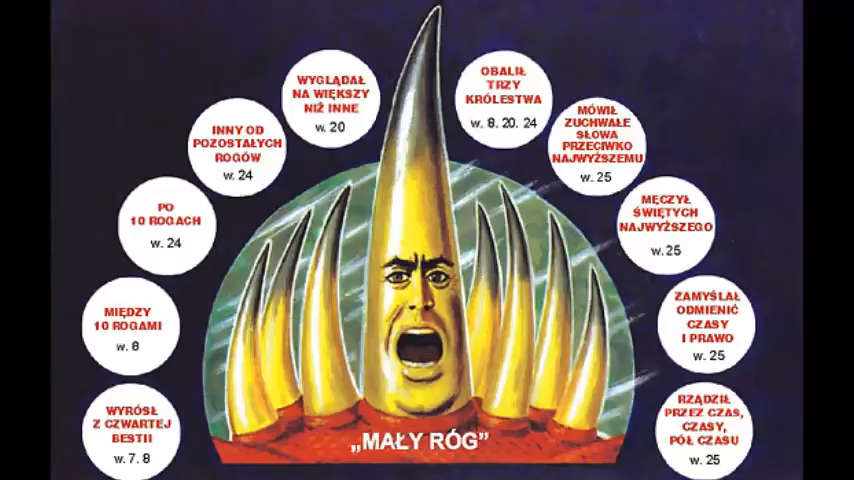 WYRÓSŁ
Z CZWARTEJ
BESTII
w. 7. 8
MIĘDZY
10 ROGAMI
w. 8
PO
10 ROGACH
w. 24
INNY OD
POZOSTAŁYCH
ROGÓW
w. 24
WYGLĄDAŁ
NA WIĘKSZY
NIŻ INNE
w. 20
OBALIŁ
TRZY
KRÓLESTWA
w. 8. 20. 24
MÓWIŁ
ZUCHWAŁE
SŁOWA
PRZECIWKO
NAJWYŻSZEMU
w. 25
MĘCZYŁ
ŚWIĘTYCH
NAJWYŻSZEGO
w. 25
ZAMYŚLAŁ
ODMIENIĆ
CZASY
I PRAWO
w. 25
RZĄDZIŁ
PRZEZ CZAS,
CZASY,
PÓŁ CZASU
w. 25
„MAŁY RÓG”